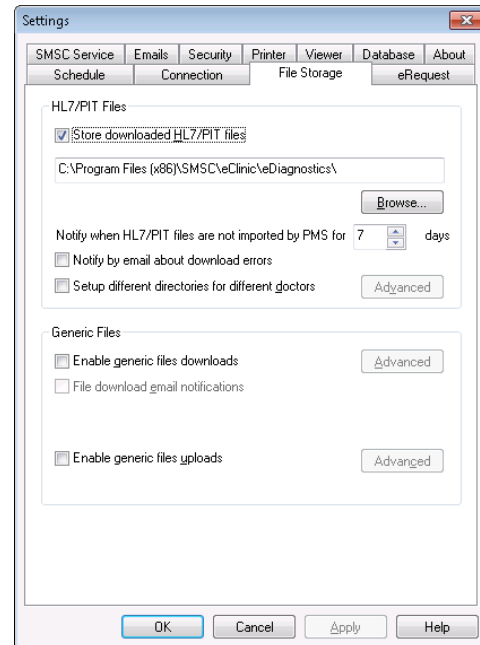 Settings
SMSC Service Emails Security Printer Viewer Database About
Schedule Connection File Storage eRequest
HL7/PIT Files
Store downloaded HL7/PIT files
C:\Program Files (x86)\SMSC\eClinic\eDiagnostics\
Browse...
Notify when HL7/PIT files are not imported by PMS for 7 days
Notify by email about download errors
Setup different directories for different doctors Advanced
Generic Files
Enable generic files downloads Advanced
File download email notifications
Enable generic files uploads Advanced
OK Cancel Apply Help